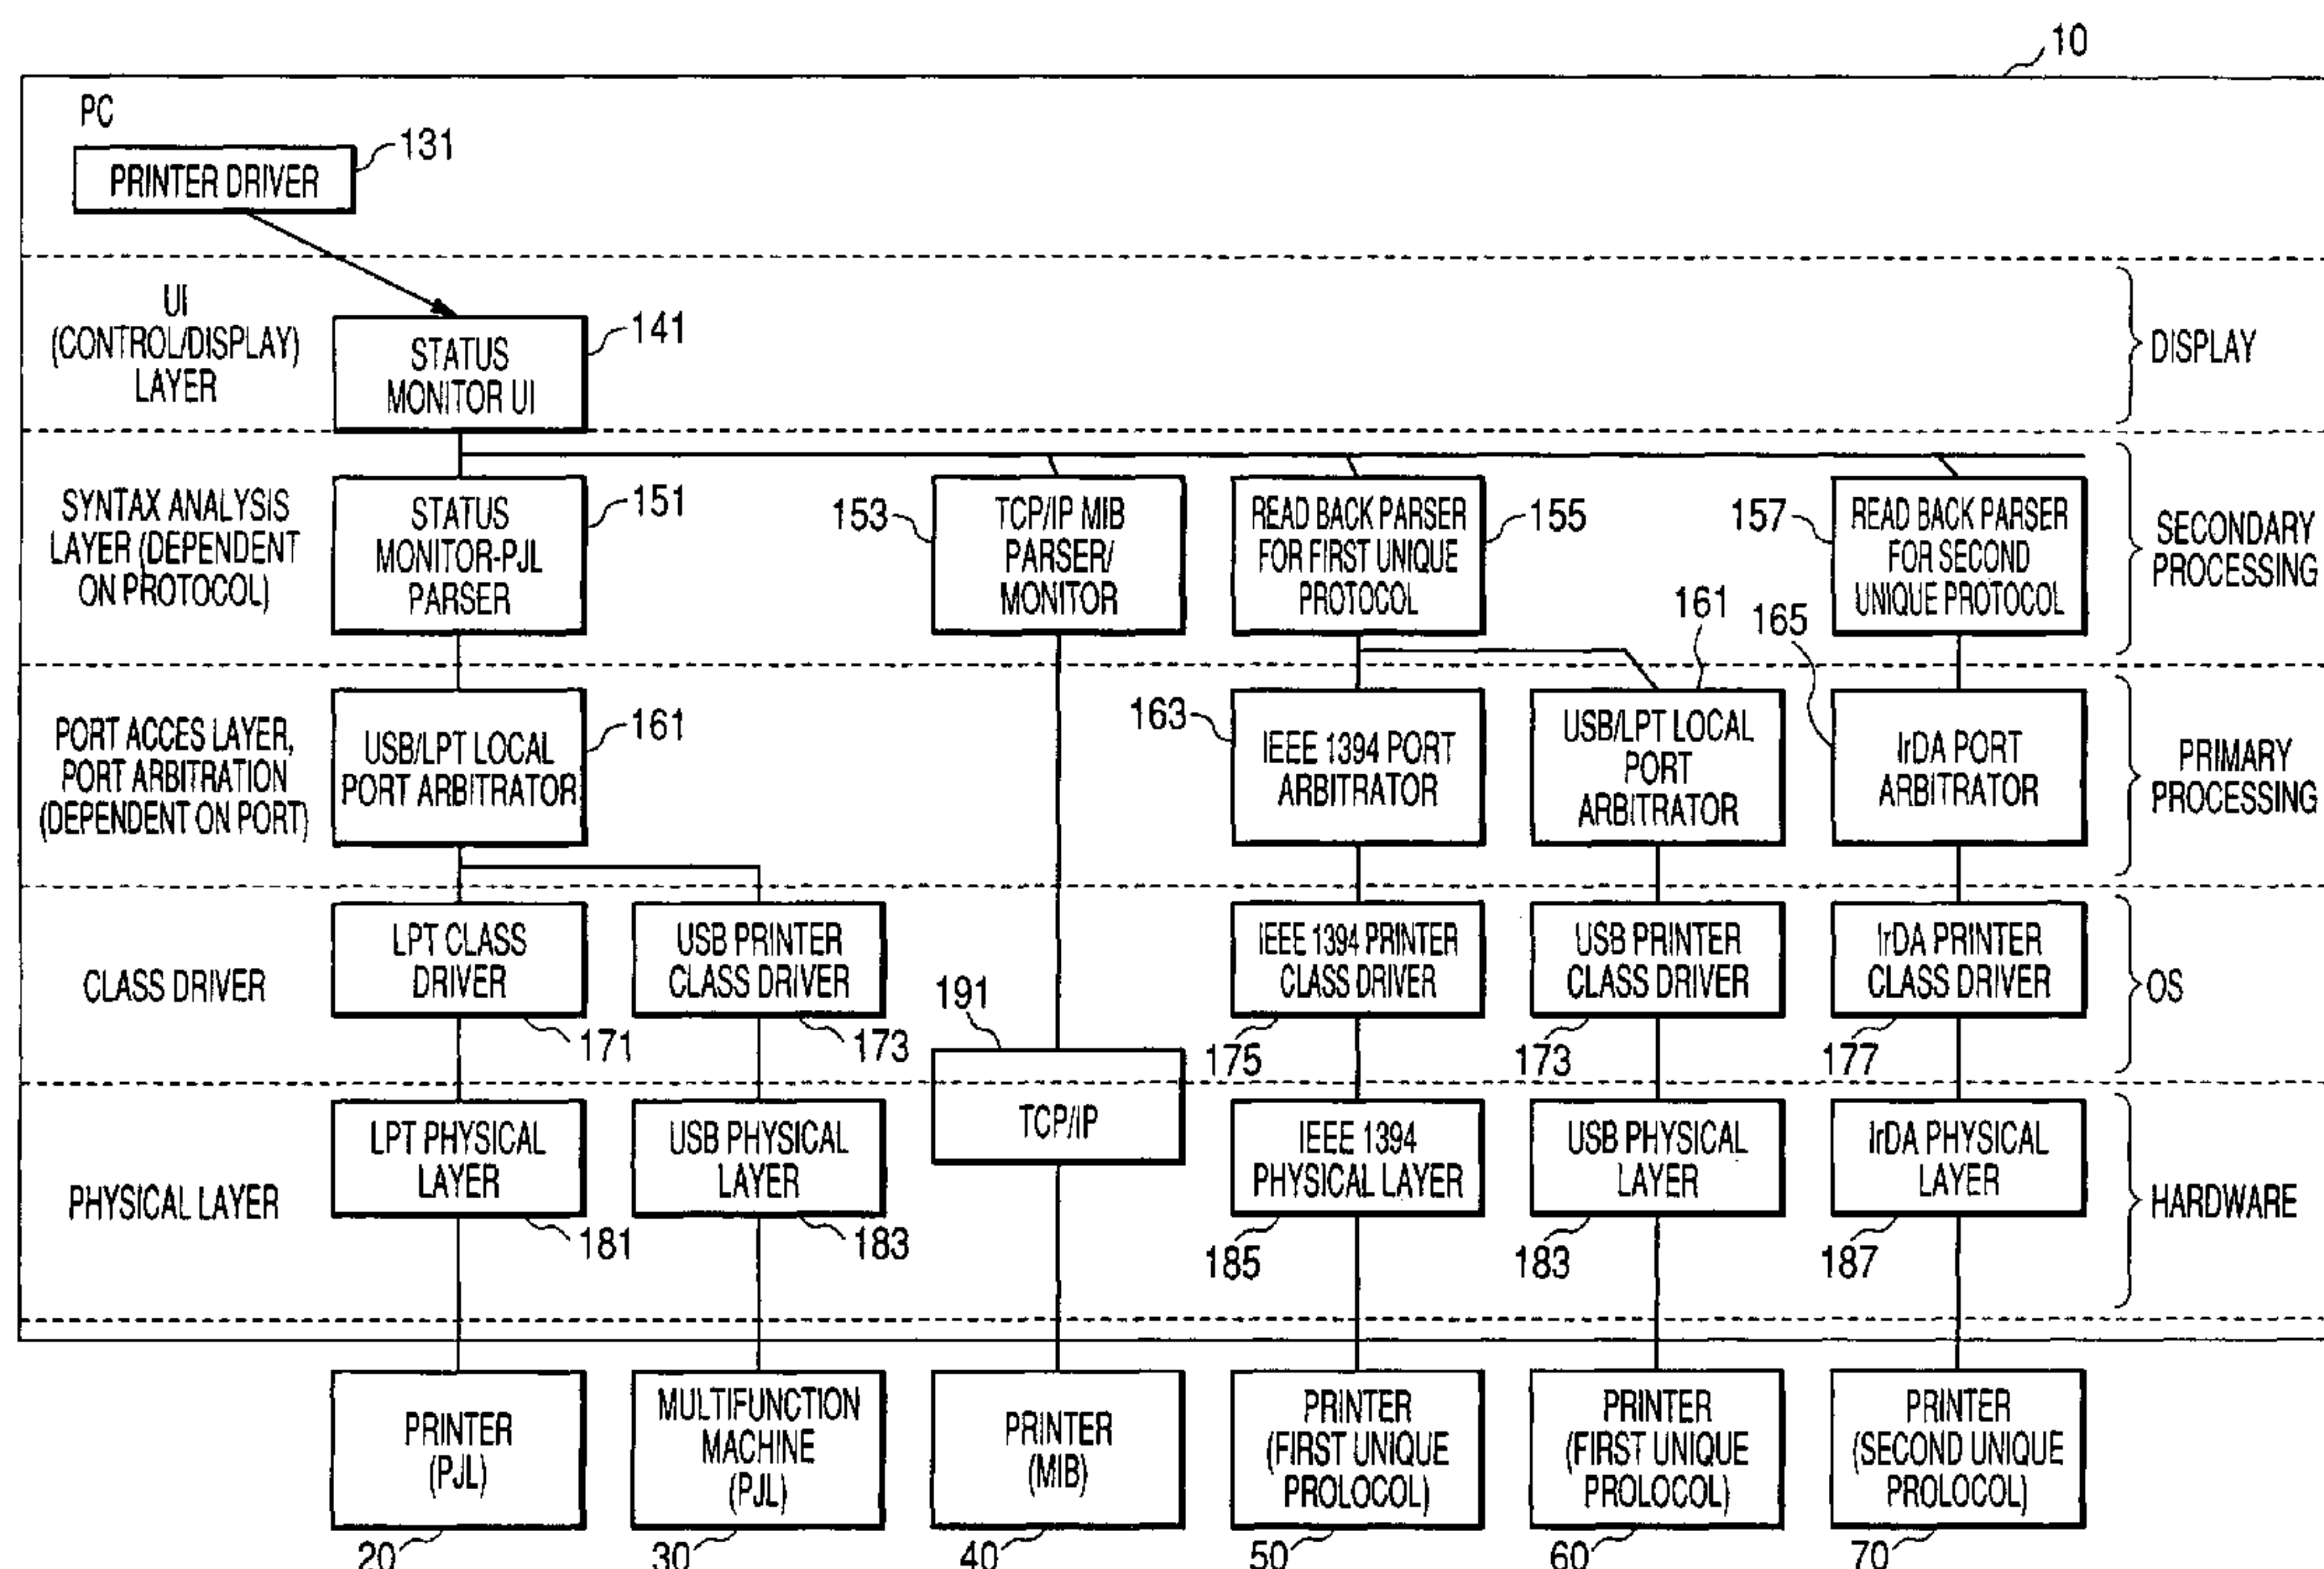 10
PC
PRINTER DRIVER
131
UI
(CONTROL/DISPLAY)
LAYER
STATUS
MONITOR UI
141
DISPLAY
SYNTAX ANALYSIS
LAYER (DEPENDENT
ON PROTOCOL)
STATUS
MONITOR-PJL
PARSER
151
153
TCP/IP MIB
PARSER/
MONITOR
READ BACK PARSER
FOR FIRST UNIQUE
PROTOCOL
155
157
READ BACK PARSER
FOR SECOND
UNIQUE PROTOCOL
SECONDARY
PROCESSING
PORT ACCES LAYER,
PORT ARBITRATION
(DEPENDENT ON PORT)
USB/LPT LOCAL
PORT ARBITRATOR
161
163
IEEE 1394 PORT
ARBITRATOR
161
USB/LPT LOCAL
PORT
ARBITRATOR
165
IrDA PORT
ARBITRATOR
PRIMARY
PROCESSING
CLASS DRIVER
LPT CLASS
DRIVER
171
USB PRINTER
CLASS DRIVER
173
191
TCP/IP
IEEE 1394 PRINTER
CLASS DRIVER
175
USB PRINTER
CLASS DRIVER
173
IrDA PRINTER
CLASS DRIVER
177
OS
PHYSICAL LAYER
LPT PHYSICAL
LAYER
181
USB PHYSICAL
LAYER
183
IEEE 1394
PHYSICAL LAYER
185
USB PHYSICAL
LAYER
183
IrDA PHYSICAL
LAYER
187
HARDWARE
PRINTER
(PJL)
20
MULTIFUNCTION
MACHINE
(PJL)
30
PRINTER
(MIB)
40
PRINTER
(FIRST UNIQUE
PROLOCOL)
50
PRINTER
(FIRST UNIQUE
PROLOCOL)
60
PRINTER
(SECOND UNIQUE
PROLOCOL)
70